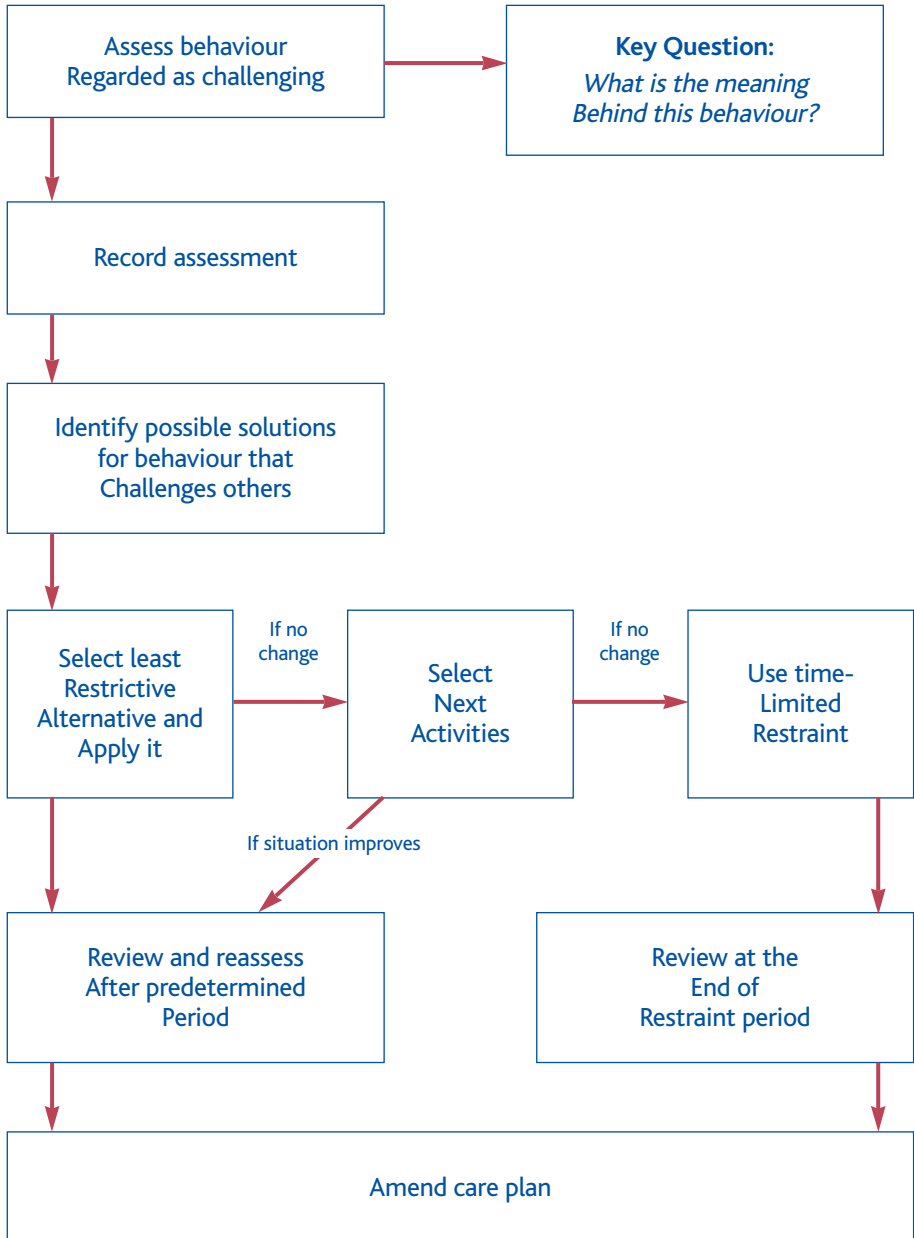 Assess behaviour
Regarded as challenging
Key Question:
What is the meaning
Behind this behaviour?
Record assessment
Identify possible solutions
for behaviour that
Challenges others
Select least
Restrictive
Alternative and
Apply it
If no
change
Select
Next
Activities
If no
change
Use time-
Limited
Restraint
If situation improves
Review and reassess
After predetermined
Period
Review at the
End of
Restraint period
Amend care plan